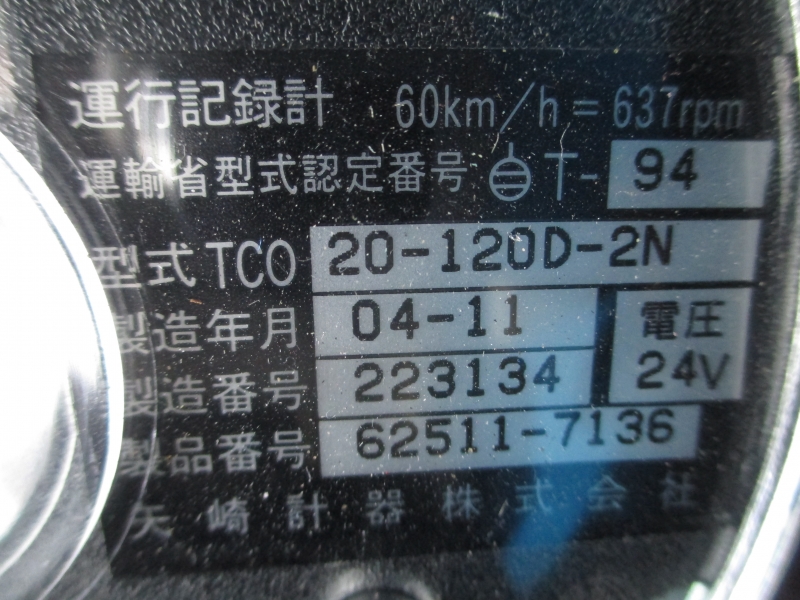 運行記録計 60km/h=637rpm
運輸省型式認定番号 T-94
型式TCO 20-120D-2N
製造年月 04-11 電圧
製造番号 223134 24V
製品番号 62511-7136
矢崎計器株式会社